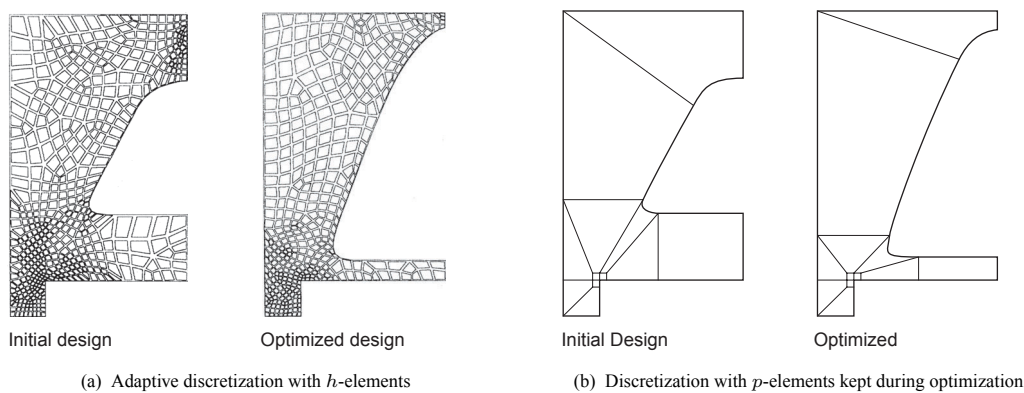 Initial design
Optimized design
Initial Design
Optimized
(a) Adaptive discretization with h-elements
(b) Discretization with p-elements kept during optimization